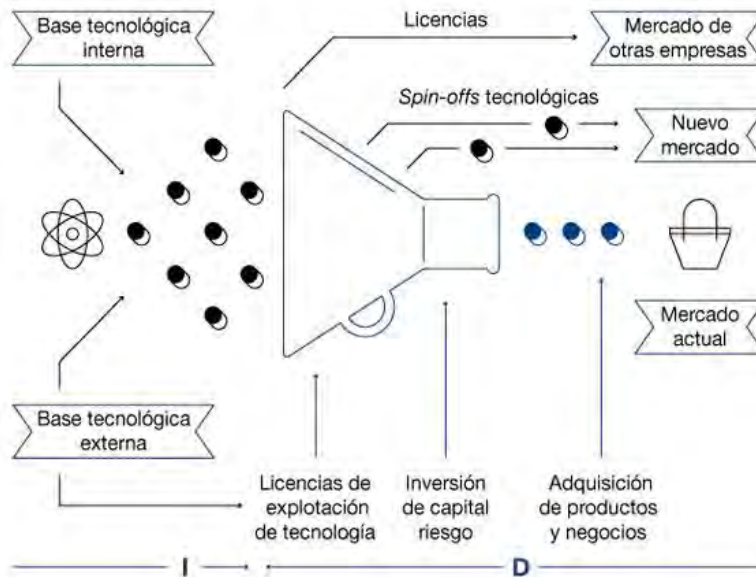 Base tecnológica
interna
Licencias
Mercado de
otras empresas
Spin-offs tecnológicas
Nuevo
mercado
Mercado
actual
Base tecnológica
externa
Licencias de
explotación
de tecnología
Inversión
de capital
riesgo
Adquisición
de productos
y negocios
I
D